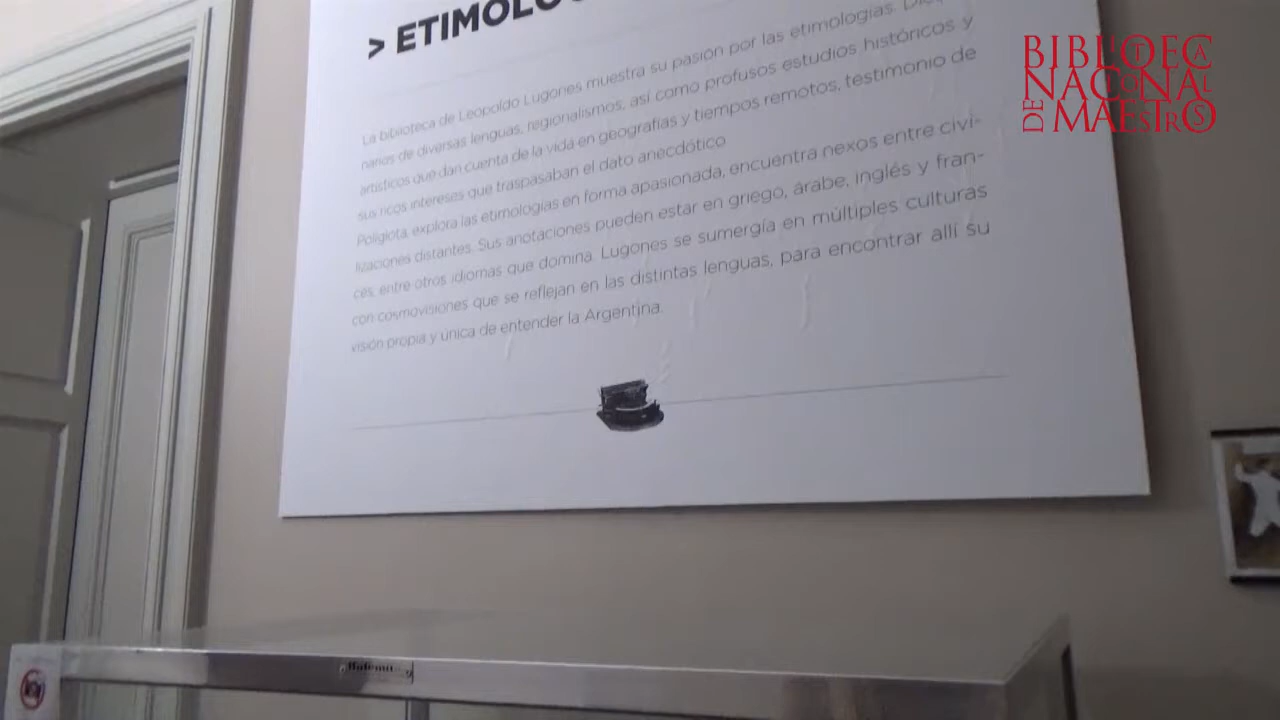 > ETIMOLO
La biblioteca de Leopoldo Lugones muestra su pasión por las etimologías.
narios de diversas lenguas, regionalismos, así como profusos estudios históricos y
artísticos que dan cuenta de la vida en geografías y tiempos remotos, testimonio de
sus ricos intereses que traspasaban el dato anecdótico
Políglota, explora las etimologías en forma apasionada, encuentra nexos entre civi-
lizaciones distantes. Sus anotaciones pueden estar en griego, árabe, inglés y fran-
cés, entre otros idiomas que domina. Lugones se sumergía en múltiples culturas
con cosmovisiones que se reflejan en las distintas lenguas, para encontrar allí su
visión propia y única de entender la Argentina.
BIBLIOTECA
NACIONAL
DE MAESTROS